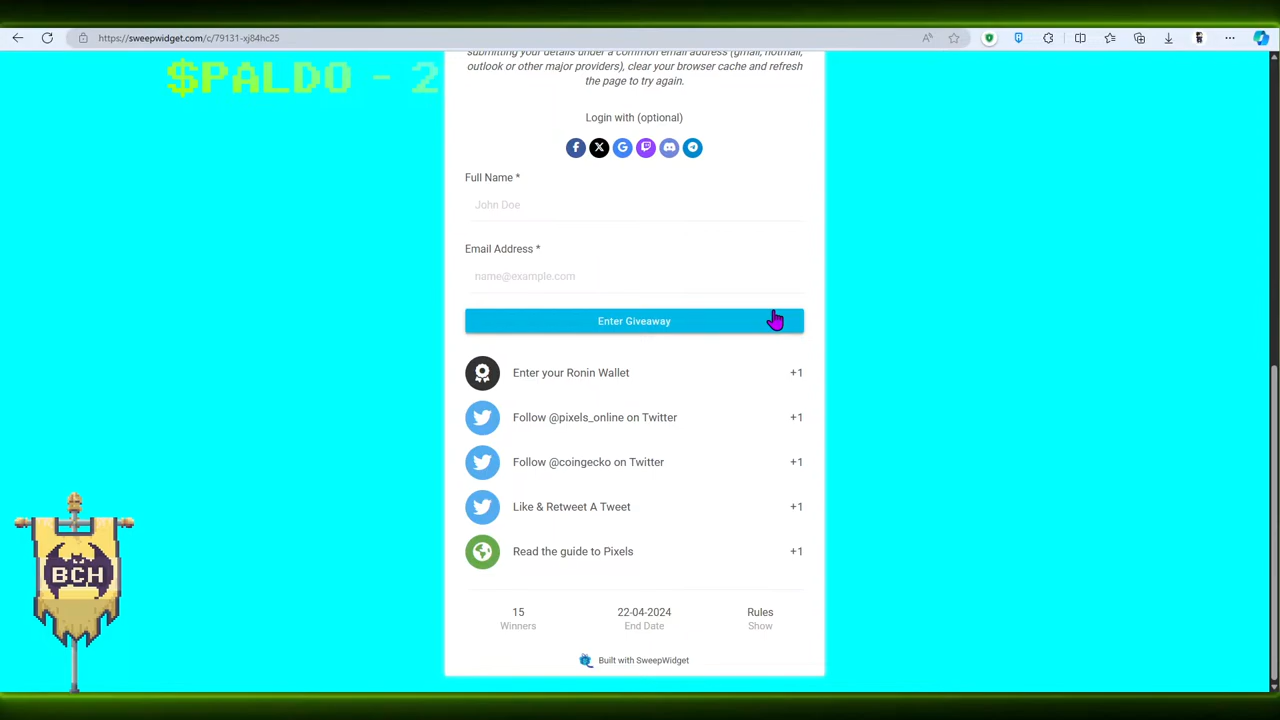 https://sweepwidget.com/c/79131-xj84hc25
$PALDO - 2
submitting your details under a common email address (gmail, hotmail,
outlook or other major providers), clear your browser cache and refresh
the page to try again.
Login with (optional)
Full Name *
John Doe
Email Address *
name@example.com
Enter Giveaway
Enter your Ronin Wallet +1
Follow @pixels_online on Twitter +1
Follow @coingecko on Twitter +1
Like & Retweet A Tweet +1
Read the guide to Pixels +1
BCH
15 22-04-2024 Rules
Winners End Date Show
Built with SweepWidget